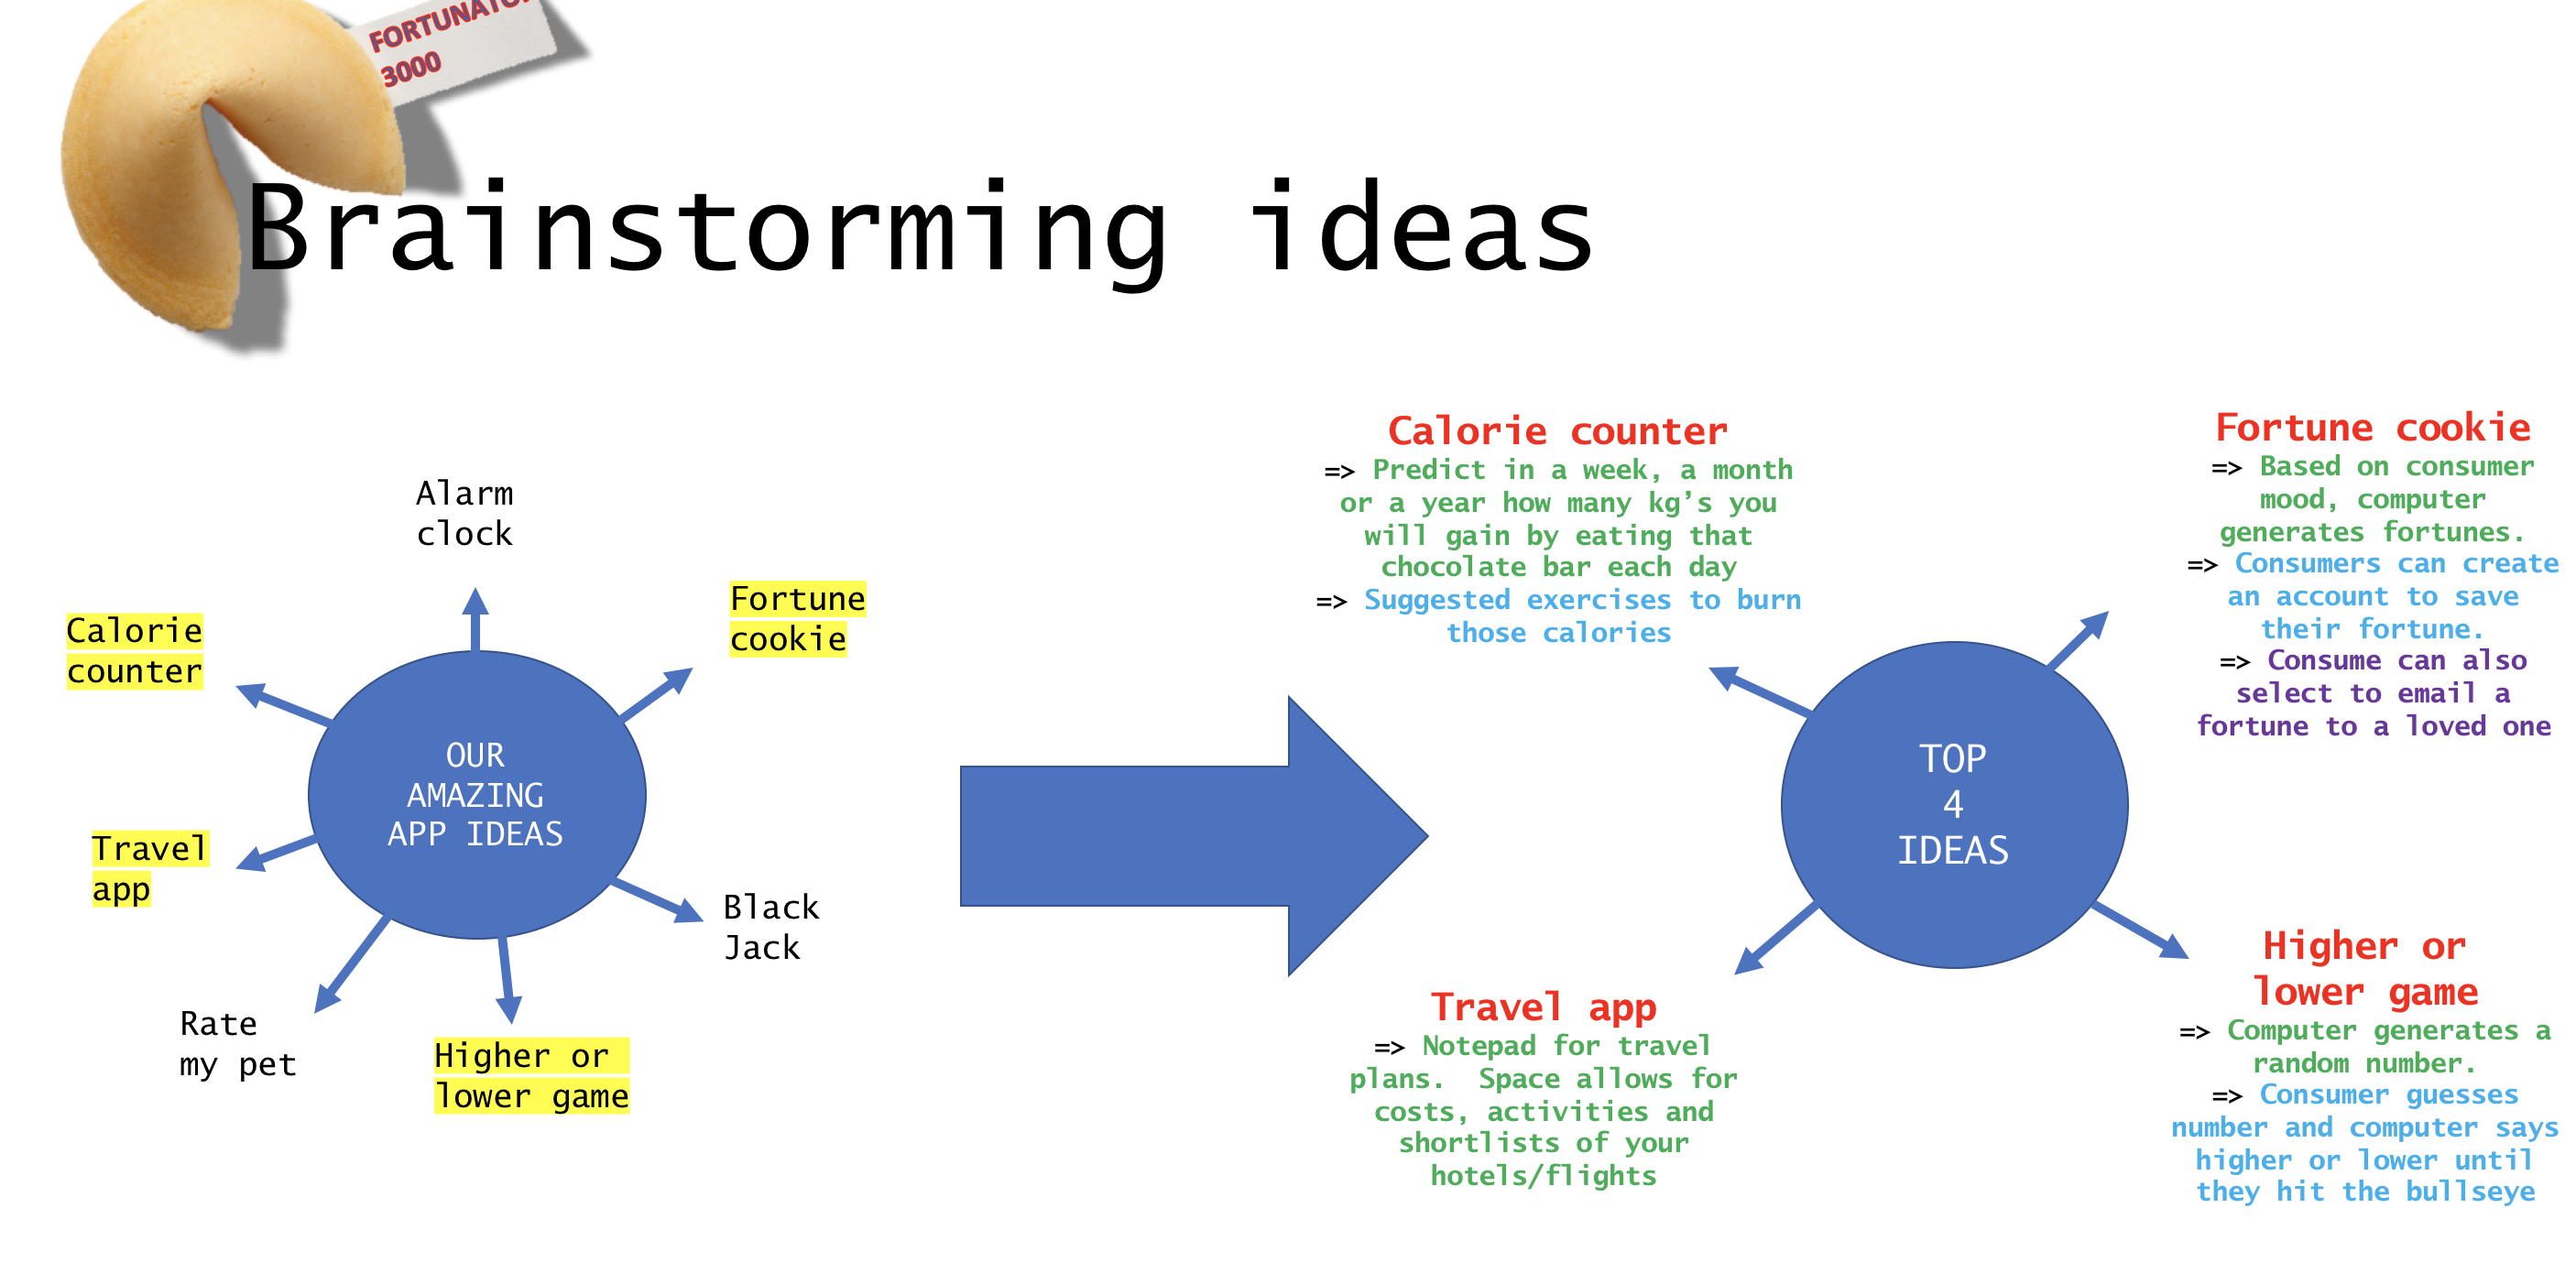 FORTUNATOR
3000
Brainstorming ideas
Alarm
clock
Fortune
cookie
Calorie
counter
OUR
AMAZING
APP IDEAS
Travel
app
Black
Jack
Rate
my pet
Higher or
lower game
Calorie counter
=> Predict in a week, a month
or a year how many kg’s you
will gain by eating that
chocolate bar each day
=> Suggested exercises to burn
those calories
Fortune cookie
=> Based on consumer
mood, computer
generates fortunes.
=> Consumers can create
an account to save
their fortune.
=> Consume can also
select to email a
fortune to a loved one
TOP
4
IDEAS
Travel app
=> Notepad for travel
plans.  Space allows for
costs, activities and
shortlists of your
hotels/flights
Higher or
lower game
=> Computer generates a
random number.
=> Consumer guesses
number and computer says
higher or lower until
they hit the bullseye